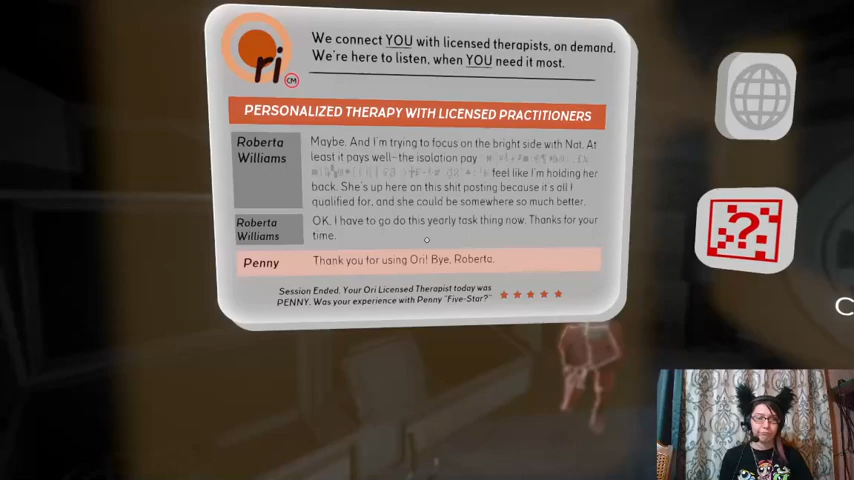 Ori CM
We connect YOU with licensed therapists, on demand.
We're here to listen, when YOU need it most.
PERSONALIZED THERAPY WITH LICENSED PRACTITIONERS
Roberta Williams
Maybe. And I'm trying to focus on the bright side with Nat. At
least it pays well–the isolation pay
feel like I'm holding her
back. She's up here on this shit posting because it's all I
qualified for, and she could be somewhere so much better.
Roberta Williams
OK, I have to go do this yearly task thing now. Thanks for your
time.
Penny
Thank you for using Ori! Bye, Roberta.
Session Ended. Your Ori Licensed Therapist today was
PENNY. Was your experience with Penny "Five-Star?"
?
C